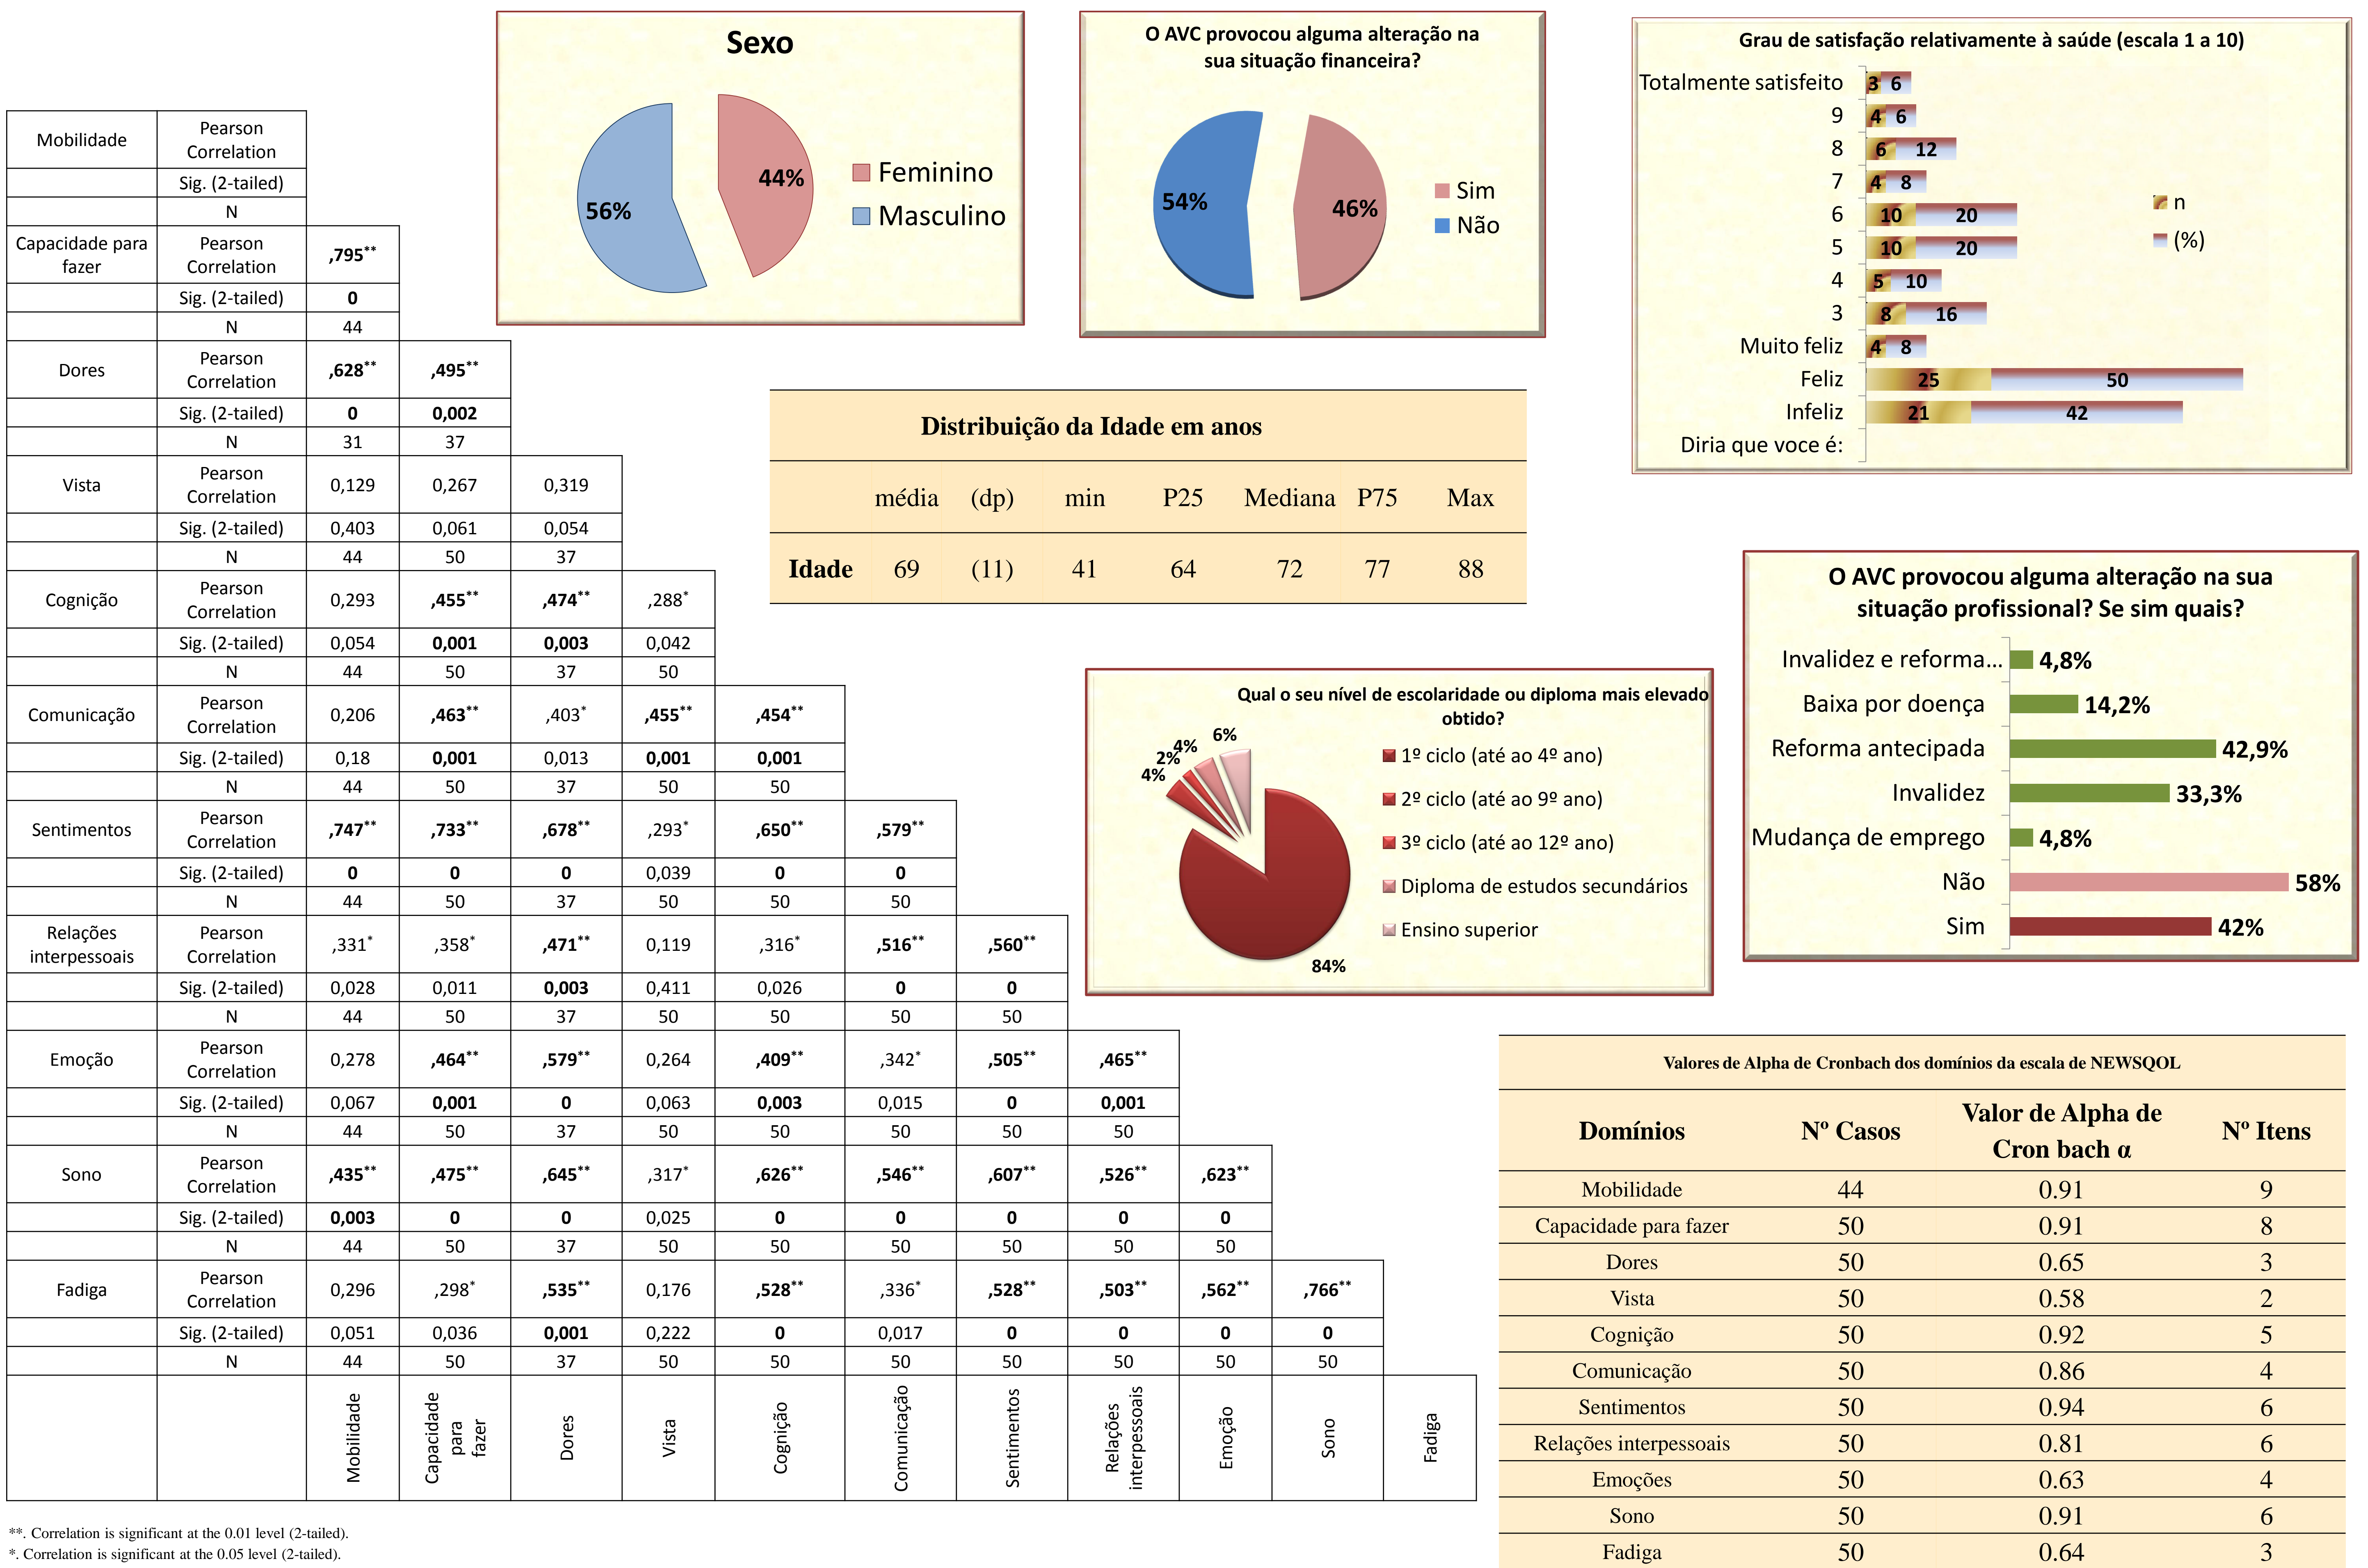 Sexo
44%
56%
Feminino
Masculino
O AVC provocou alguma alteração na
sua situação financeira?
54%
46%
Sim
Não
Grau de satisfação relativamente à saúde (escala 1 a 10)
Totalmente satisfeito 3 6
9 4 6
8 6 12
7 4 8
6 10 20
5 10 20
4 5 10
3 8 16
Muito feliz 4 8
Feliz 25 50
Infeliz 21 42
Diria que voce é:
n
(%)
Mobilidade Pearson Correlation
Sig. (2-tailed)
N
Capacidade para fazer Pearson Correlation ,795**
Sig. (2-tailed) 0
N 44
Dores Pearson Correlation ,628** ,495**
Sig. (2-tailed) 0 0,002
N 31 37
Vista Pearson Correlation 0,129 0,267 0,319
Sig. (2-tailed) 0,403 0,061 0,054
N 44 50 37
Cognição Pearson Correlation 0,293 ,455** ,474** ,288*
Sig. (2-tailed) 0,054 0,001 0,003 0,042
N 44 50 37 50
Comunicação Pearson Correlation 0,206 ,463** ,403* ,455** ,454**
Sig. (2-tailed) 0,18 0,001 0,013 0,001 0,001
N 44 50 37 50 50
Sentimentos Pearson Correlation ,747** ,733** ,678** ,293* ,650** ,579**
Sig. (2-tailed) 0 0 0 0,039 0 0
N 44 50 37 50 50 50
Relações interpessoais Pearson Correlation ,331* ,358* ,471** 0,119 ,316* ,516** ,560**
Sig. (2-tailed) 0,028 0,011 0,003 0,411 0,026 0 0
N 44 50 37 50 50 50 50
Emoção Pearson Correlation 0,278 ,464** ,579** 0,264 ,409** ,342* ,505** ,465**
Sig. (2-tailed) 0,067 0,001 0 0,063 0,003 0,015 0 0,001
N 44 50 37 50 50 50 50 50
Sono Pearson Correlation ,435** ,475** ,645** ,317* ,626** ,546** ,607** ,526** ,623**
Sig. (2-tailed) 0,003 0 0 0,025 0 0 0 0 0
N 44 50 37 50 50 50 50 50 50
Fadiga Pearson Correlation 0,296 ,298* ,535** 0,176 ,528** ,336* ,528** ,503** ,562** ,766**
Sig. (2-tailed) 0,051 0,036 0,001 0,222 0 0,017 0 0 0 0
N 44 50 37 50 50 50 50 50 50 50
Mobilidade Capacidade para fazer Dores Vista Cognição Comunicação Sentimentos Relações interpessoais Emoção Sono Fadiga
**. Correlation is significant at the 0.01 level (2-tailed).
*. Correlation is significant at the 0.05 level (2-tailed).
Distribuição da Idade em anos
média (dp) min P25 Mediana P75 Max
Idade 69 (11) 41 64 72 77 88
O AVC provocou alguma alteração na sua
situação profissional? Se sim quais?
Invalidez e reforma... 4,8%
Baixa por doença 14,2%
Reforma antecipada 42,9%
Invalidez 33,3%
Mudança de emprego 4,8%
Não 58%
Sim 42%
Qual o seu nível de escolaridade ou diploma mais elevado
obtido?
4%
2%
4%
6%
84%
1º ciclo (até ao 4º ano)
2º ciclo (até ao 9º ano)
3º ciclo (até ao 12º ano)
Diploma de estudos secundários
Ensino superior
Valores de Alpha de Cronbach dos domínios da escala de NEWSQOL
Domínios Nº Casos Valor de Alpha de Cron bach α Nº Itens
Mobilidade 44 0.91 9
Capacidade para fazer 50 0.91 8
Dores 50 0.65 3
Vista 50 0.58 2
Cognição 50 0.92 5
Comunicação 50 0.86 4
Sentimentos 50 0.94 6
Relações interpessoais 50 0.81 6
Emoções 50 0.63 4
Sono 50 0.91 6
Fadiga 50 0.64 3